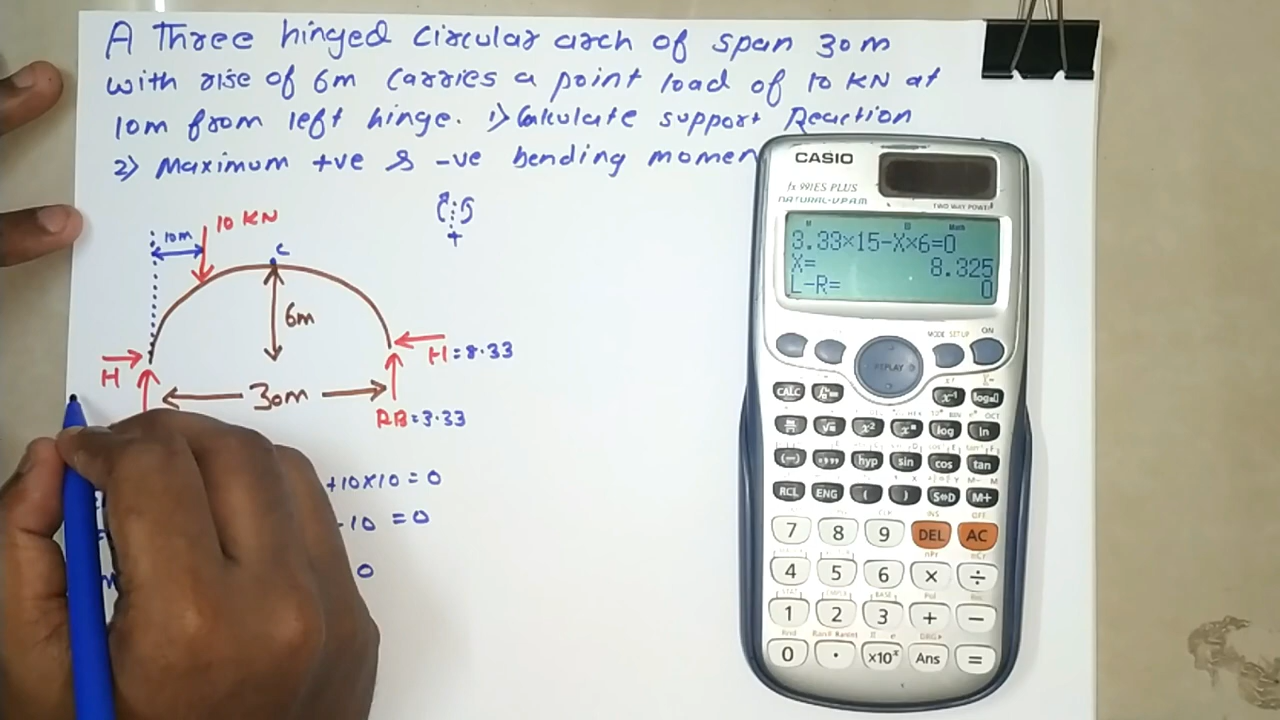 A Three hinged circular arch of span 30m
with rise of 6m carries a point load of 10 KN at
10m from left hinge. 1) Calculate support Reaction
2) Maximum +ve & -ve bending momen
10 KN
10m
C
+
6m
H
H=8.33
30m
RB=3.33
+10×10=0
-10=0
0
CASIO
fx-991ES PLUS
NATURAL-V.P.A.M.
TWO WAY POWER
M D Math
3.33×15-X×6=0
X= 8.325
L-R= 0
MODE SETUP ON
REPLAY
CALC
log
ln
hyp sin cos tan
RCL ENG ( ) S⇔D M+
7 8 9 DEL AC
4 5 6 × ÷
1 2 3 + −
0 . ×10ˣ Ans =